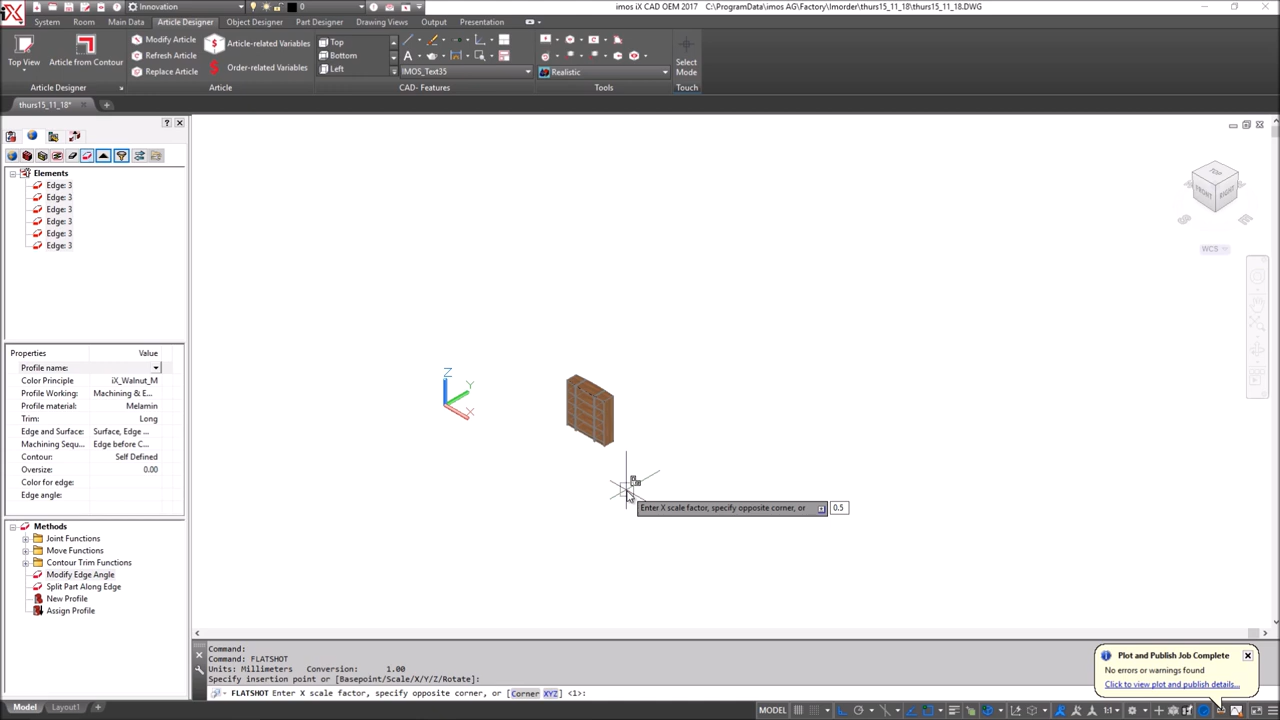 Innovation
0
imos iX CAD OEM 2017 C:\ProgramData\imos AG\Factory\Imorder\thurs15_11_18\thurs15_11_18.DWG
System Room Main Data Article Designer Object Designer Part Designer Drawing Views Output Presentation
Top View
Article from Contour
Modify Article
Refresh Article
Replace Article
Article-related Variables
Order-related Variables
Top
Bottom
Left
IMOS_Text35
Realistic
Select Mode
Article Designer Article CAD- Features Tools Touch
thurs15_11_18*
Elements
Edge: 3
Edge: 3
Edge: 3
Edge: 3
Edge: 3
Edge: 3
Properties Value
Profile name:
Color Principle iX_Walnut_M
Profile Working: Machining & E...
Profile material: Melamin
Trim: Long
Edge and Surface: Surface, Edge ...
Machining Sequ... Edge before C...
Contour: Self Defined
Oversize: 0.00
Color for edge:
Edge angle:
Methods
Joint Functions
Move Functions
Contour Trim Functions
Modify Edge Angle
Split Part Along Edge
New Profile
Assign Profile
Z
Y
X
TOP
FRONT
RIGHT
S
E
WCS
Enter X scale factor, specify opposite corner, or 0.5
Command:
Command: FLATSHOT
Units: Millimeters Conversion: 1.00
Specify insertion point or [Basepoint/Scale/X/Y/Z/Rotate]:
FLATSHOT Enter X scale factor, specify opposite corner, or [Corner XYZ] <1>:
Plot and Publish Job Complete
No errors or warnings found
Click to view plot and publish details...
Model Layout1 +
MODEL
1:1